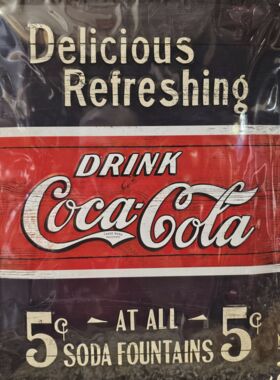 Delicious
Refreshing
DRINK
Coca-Cola
5¢ AT ALL 5¢
SODA FOUNTAINS